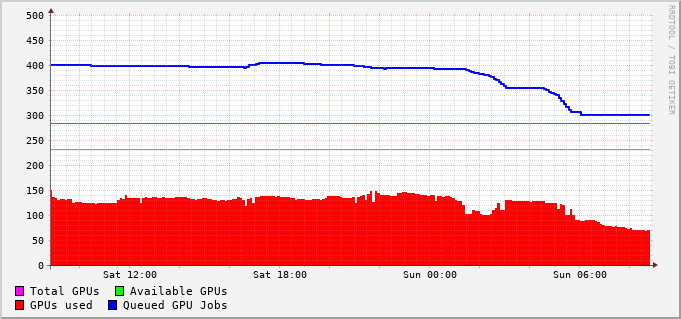 500
450
400
350
300
250
200
150
100
50
0
Sat 12:00 Sat 18:00 Sun 00:00 Sun 06:00
Total GPUs Available GPUs
GPUs used Queued GPU Jobs
RRDTOOL / TOBI OETIKER